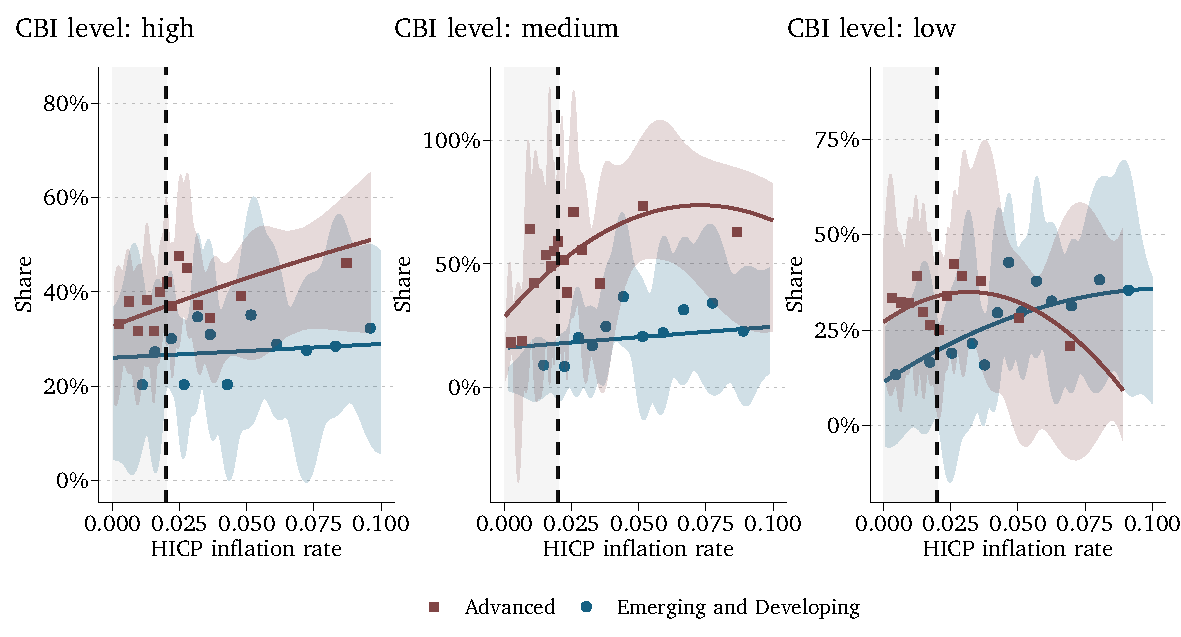 CBI level: high
CBI level: medium
CBI level: low
Share
80%
60%
40%
20%
0%
0.000 0.025 0.050 0.075 0.100
HICP inflation rate
Share
100%
50%
0%
0.000 0.025 0.050 0.075 0.100
HICP inflation rate
Share
75%
50%
25%
0%
0.000 0.025 0.050 0.075 0.100
HICP inflation rate
Advanced
Emerging and Developing